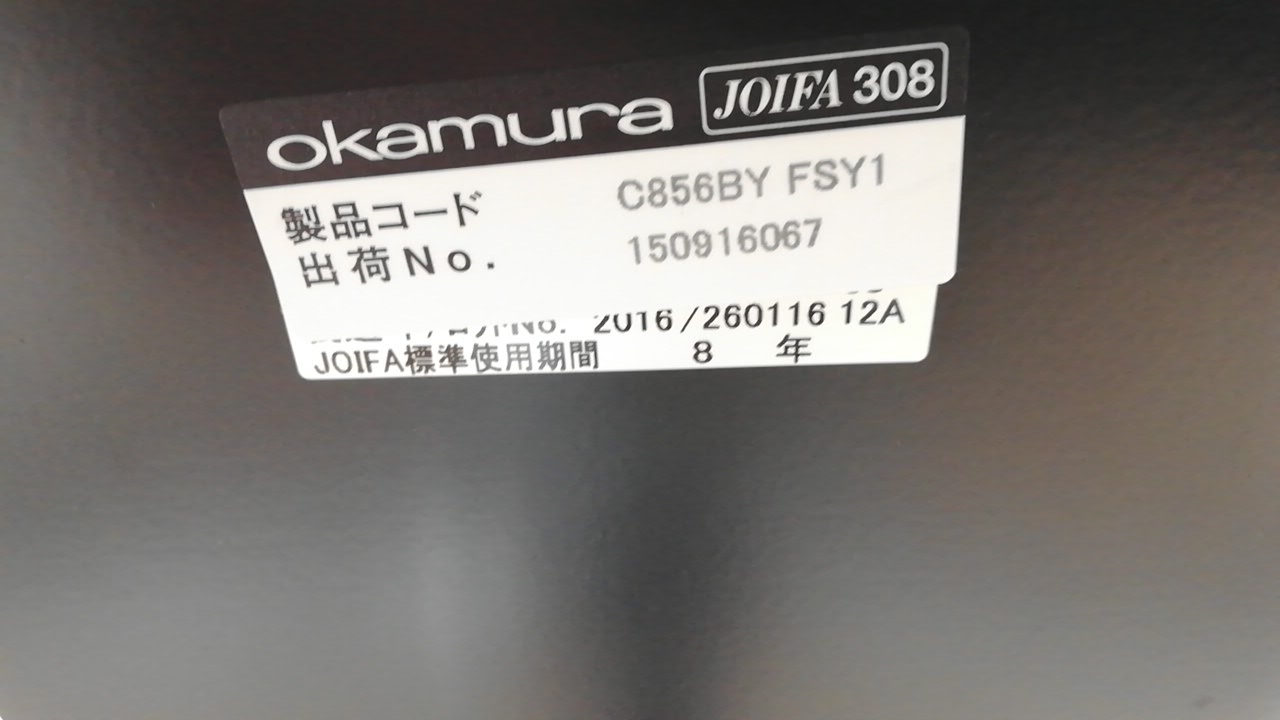 okamura JOIFA 308
製品コード C856BY FSY1
出荷No. 150916067
No. 2016/260116 12A
JOIFA標準使用期間 8 年